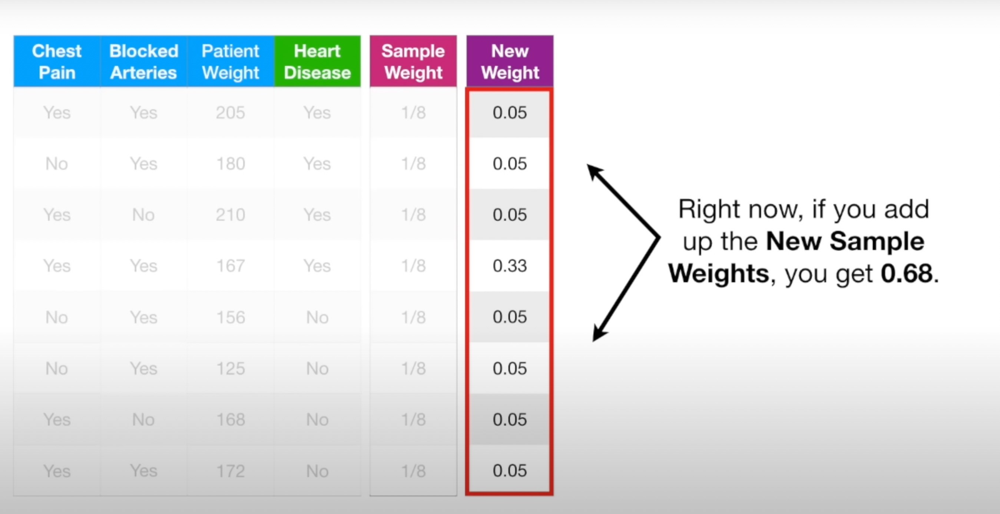 Chest Pain Blocked Arteries Patient Weight Heart Disease Sample Weight New Weight
Yes Yes 205 Yes 1/8 0.05
No Yes 180 Yes 1/8 0.05
Yes No 210 Yes 1/8 0.05
Yes Yes 167 Yes 1/8 0.33
No Yes 156 No 1/8 0.05
No Yes 125 No 1/8 0.05
Yes No 168 No 1/8 0.05
Yes Yes 172 No 1/8 0.05
Right now, if you add
up the New Sample
Weights, you get 0.68.